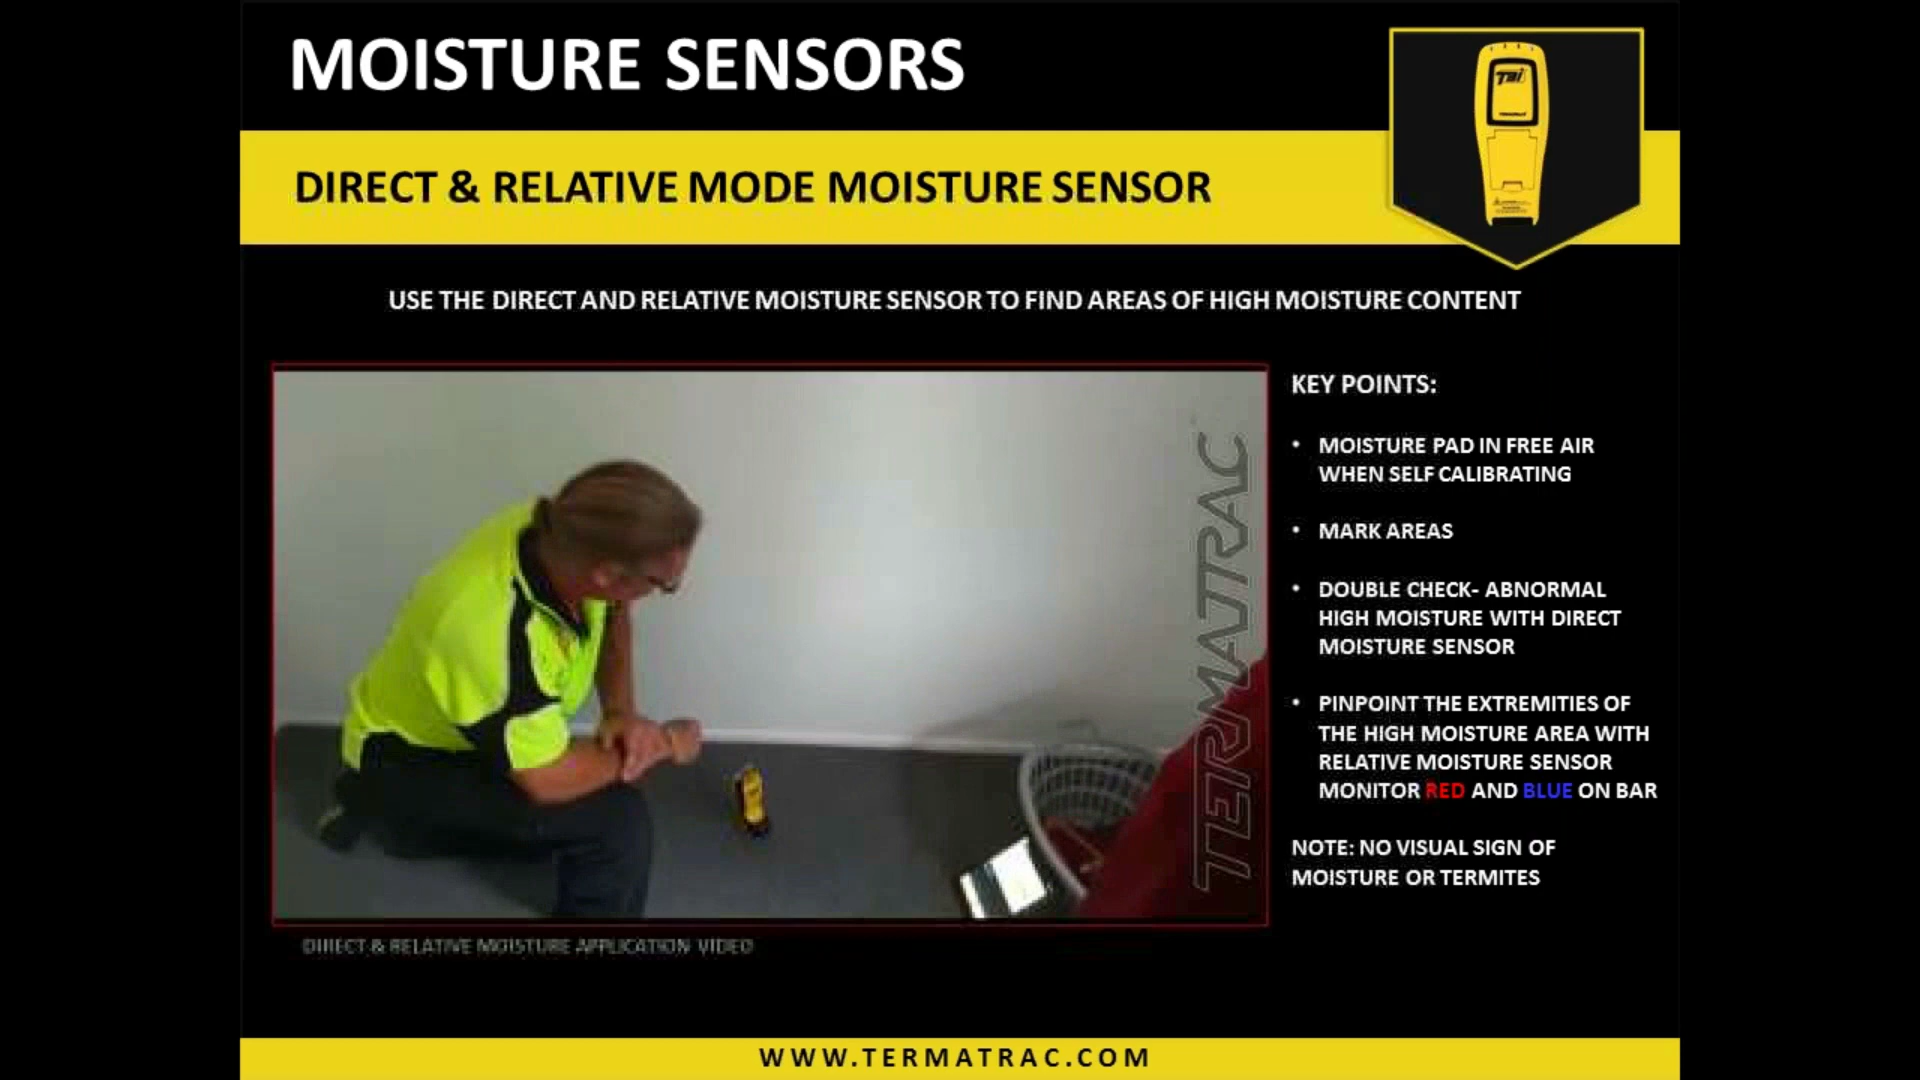 MOISTURE SENSORS
T3i
DIRECT & RELATIVE MODE MOISTURE SENSOR
USE THE DIRECT AND RELATIVE MOISTURE SENSOR TO FIND AREAS OF HIGH MOISTURE CONTENT
TERMATRAC
KEY POINTS:
• MOISTURE PAD IN FREE AIR
WHEN SELF CALIBRATING
• MARK AREAS
• DOUBLE CHECK- ABNORMAL
HIGH MOISTURE WITH DIRECT
MOISTURE SENSOR
• PINPOINT THE EXTREMITIES OF
THE HIGH MOISTURE AREA WITH
RELATIVE MOISTURE SENSOR
MONITOR RED AND BLUE ON BAR
NOTE: NO VISUAL SIGN OF
MOISTURE OR TERMITES
DIRECT & RELATIVE MOISTURE APPLICATION VIDEO
WWW.TERMATRAC.COM